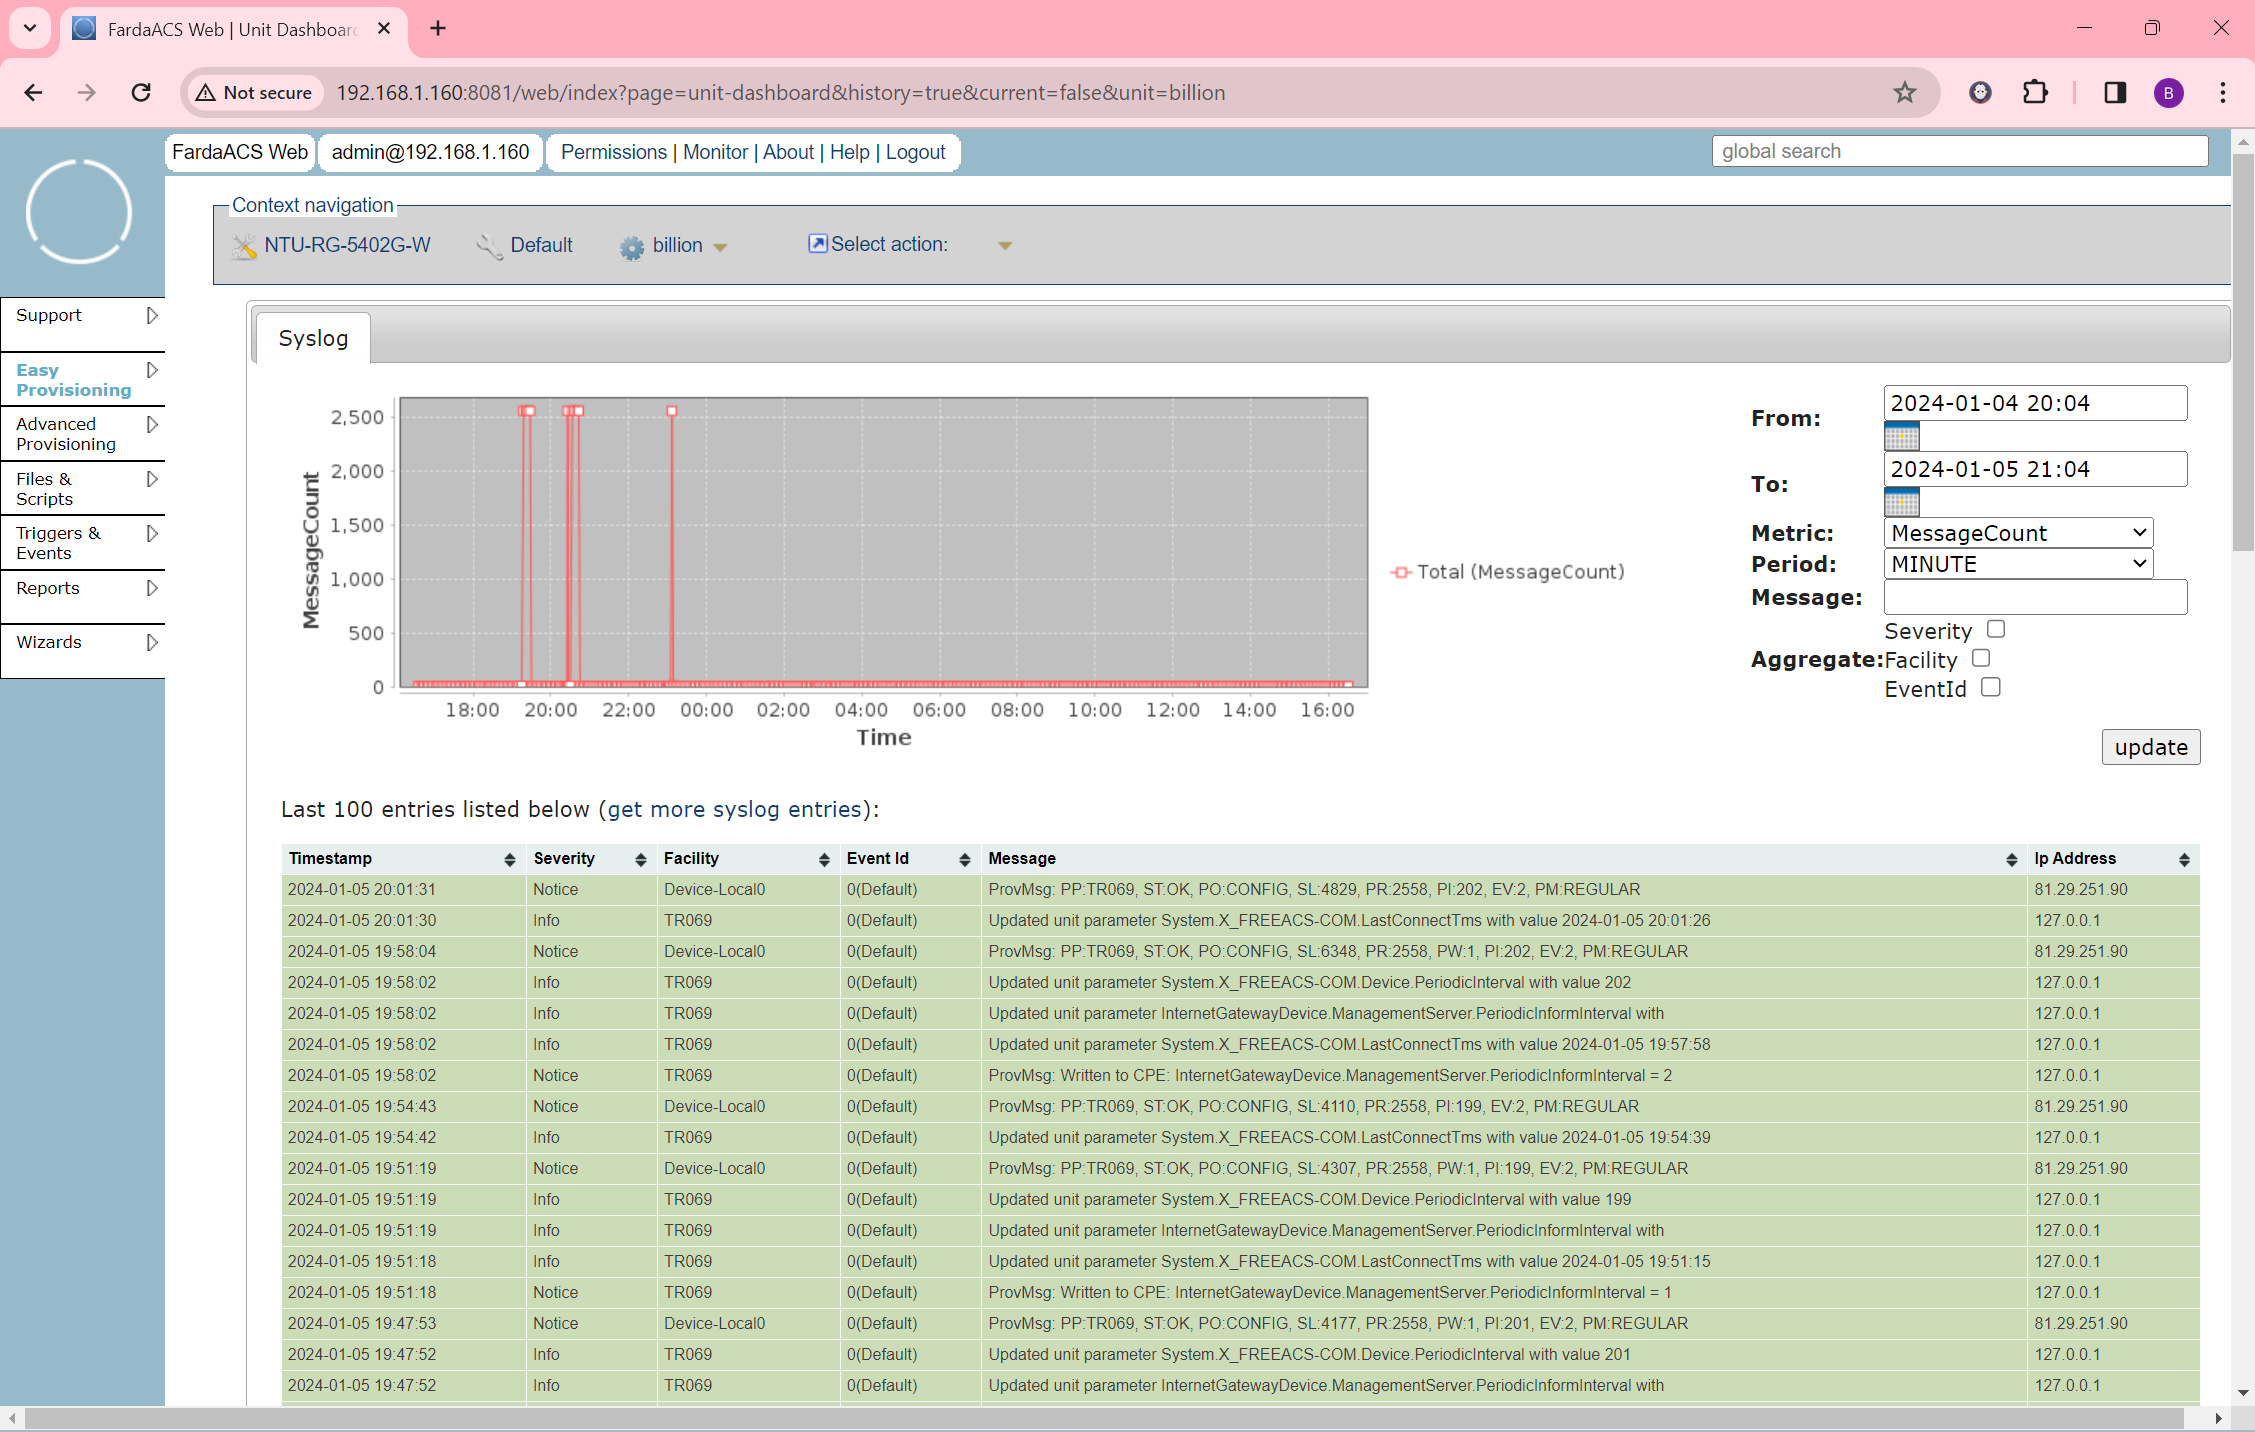 FardaACS Web | Unit Dashboard
Not secure
192.168.1.160:8081/web/index?page=unit-dashboard&history=true&current=false&unit=billion
B
FardaACS Web
admin@192.168.1.160
Permissions | Monitor | About | Help | Logout
global search
Context navigation
NTU-RG-5402G-W
Default
billion
Select action:
Support
Easy
Provisioning
Advanced
Provisioning
Files &
Scripts
Triggers &
Events
Reports
Wizards
Syslog
MessageCount
2,500
2,000
1,500
1,000
500
0
18:00 20:00 22:00 00:00 02:00 04:00 06:00 08:00 10:00 12:00 14:00 16:00
Time
Total (MessageCount)
From: 2024-01-04 20:04
To: 2024-01-05 21:04
Metric: MessageCount
Period: MINUTE
Message:
Aggregate:
Severity
Facility
EventId
update
Last 100 entries listed below (get more syslog entries):
Timestamp Severity Facility Event Id Message Ip Address
2024-01-05 20:01:31 Notice Device-Local0 0(Default) ProvMsg: PP:TR069, ST:OK, PO:CONFIG, SL:4829, PR:2558, PI:202, EV:2, PM:REGULAR 81.29.251.90
2024-01-05 20:01:30 Info TR069 0(Default) Updated unit parameter System.X_FREEACS-COM.LastConnectTms with value 2024-01-05 20:01:26 127.0.0.1
2024-01-05 19:58:04 Notice Device-Local0 0(Default) ProvMsg: PP:TR069, ST:OK, PO:CONFIG, SL:6348, PR:2558, PW:1, PI:202, EV:2, PM:REGULAR 81.29.251.90
2024-01-05 19:58:02 Info TR069 0(Default) Updated unit parameter System.X_FREEACS-COM.Device.PeriodicInterval with value 202 127.0.0.1
2024-01-05 19:58:02 Info TR069 0(Default) Updated unit parameter InternetGatewayDevice.ManagementServer.PeriodicInformInterval with 127.0.0.1
2024-01-05 19:58:02 Info TR069 0(Default) Updated unit parameter System.X_FREEACS-COM.LastConnectTms with value 2024-01-05 19:57:58 127.0.0.1
2024-01-05 19:58:02 Notice TR069 0(Default) ProvMsg: Written to CPE: InternetGatewayDevice.ManagementServer.PeriodicInformInterval = 2 127.0.0.1
2024-01-05 19:54:43 Notice Device-Local0 0(Default) ProvMsg: PP:TR069, ST:OK, PO:CONFIG, SL:4110, PR:2558, PI:199, EV:2, PM:REGULAR 81.29.251.90
2024-01-05 19:54:42 Info TR069 0(Default) Updated unit parameter System.X_FREEACS-COM.LastConnectTms with value 2024-01-05 19:54:39 127.0.0.1
2024-01-05 19:51:19 Notice Device-Local0 0(Default) ProvMsg: PP:TR069, ST:OK, PO:CONFIG, SL:4307, PR:2558, PW:1, PI:199, EV:2, PM:REGULAR 81.29.251.90
2024-01-05 19:51:19 Info TR069 0(Default) Updated unit parameter System.X_FREEACS-COM.Device.PeriodicInterval with value 199 127.0.0.1
2024-01-05 19:51:19 Info TR069 0(Default) Updated unit parameter InternetGatewayDevice.ManagementServer.PeriodicInformInterval with 127.0.0.1
2024-01-05 19:51:18 Info TR069 0(Default) Updated unit parameter System.X_FREEACS-COM.LastConnectTms with value 2024-01-05 19:51:15 127.0.0.1
2024-01-05 19:51:18 Notice TR069 0(Default) ProvMsg: Written to CPE: InternetGatewayDevice.ManagementServer.PeriodicInformInterval = 1 127.0.0.1
2024-01-05 19:47:53 Notice Device-Local0 0(Default) ProvMsg: PP:TR069, ST:OK, PO:CONFIG, SL:4177, PR:2558, PW:1, PI:201, EV:2, PM:REGULAR 81.29.251.90
2024-01-05 19:47:52 Info TR069 0(Default) Updated unit parameter System.X_FREEACS-COM.Device.PeriodicInterval with value 201 127.0.0.1
2024-01-05 19:47:52 Info TR069 0(Default) Updated unit parameter InternetGatewayDevice.ManagementServer.PeriodicInformInterval with 127.0.0.1